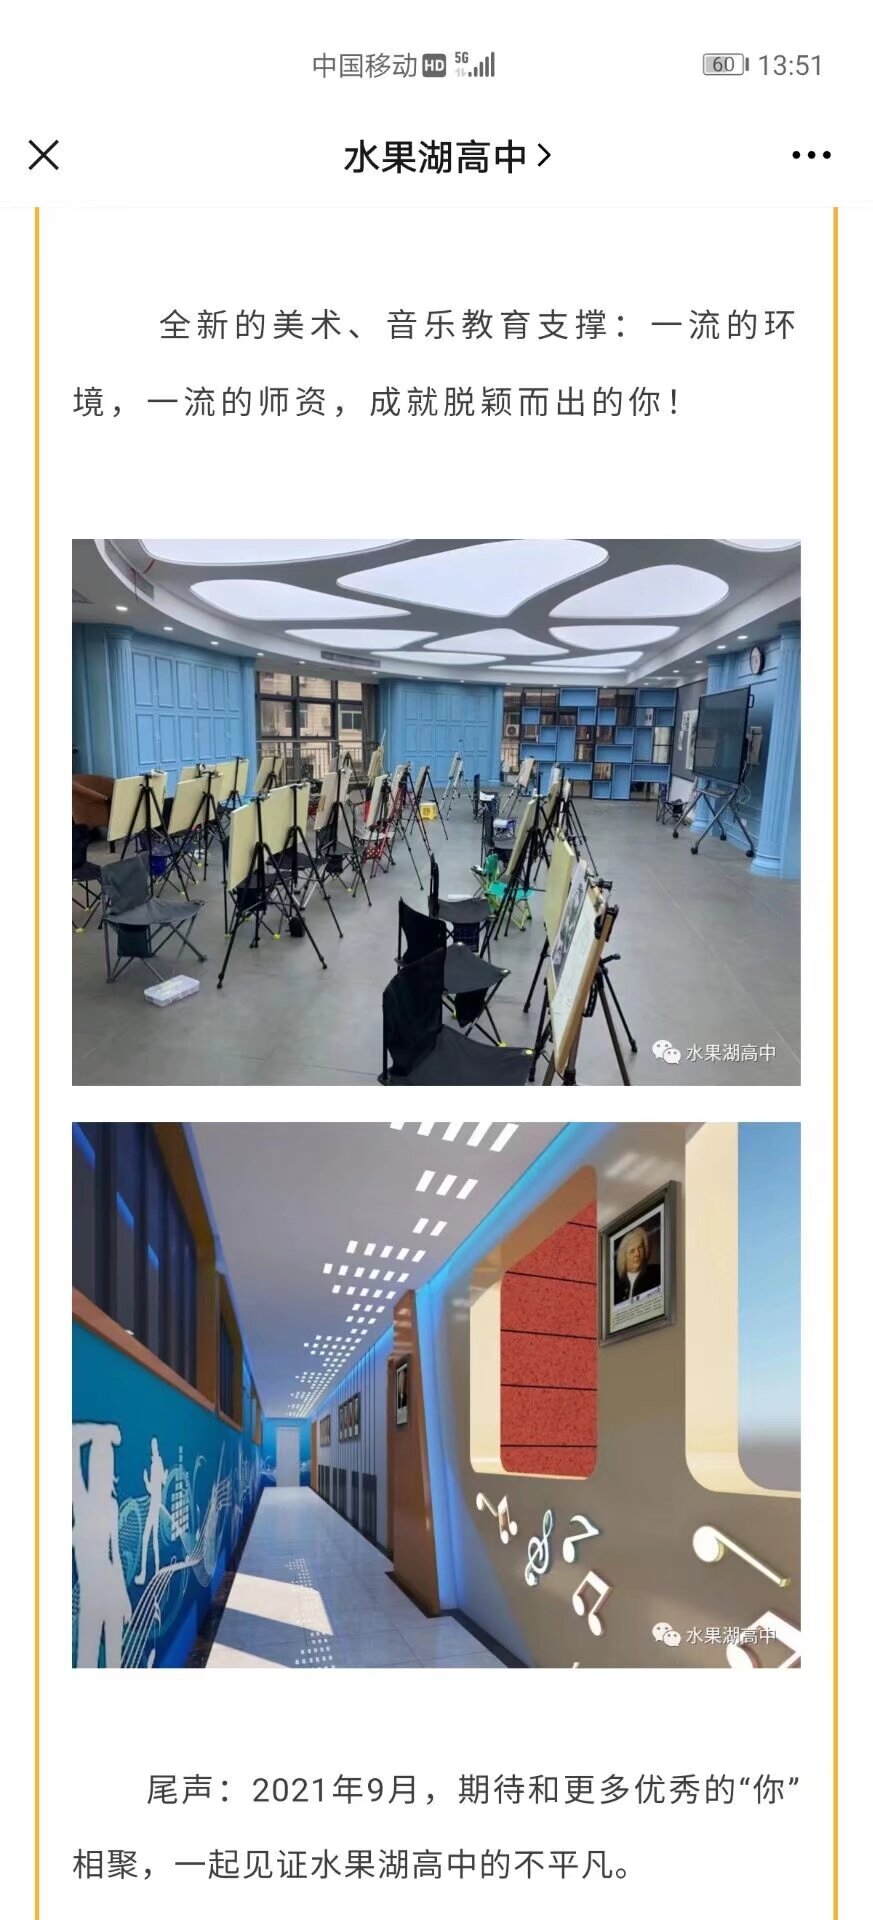 中国移动 HD 5G 60 13:51
水果湖高中
全新的美术、音乐教育支撑：一流的环
境，一流的师资，成就脱颖而出的你！
水果湖高中
水果湖高中
尾声：2021年9月，期待和更多优秀的“你”
相聚，一起见证水果湖高中的不平凡。